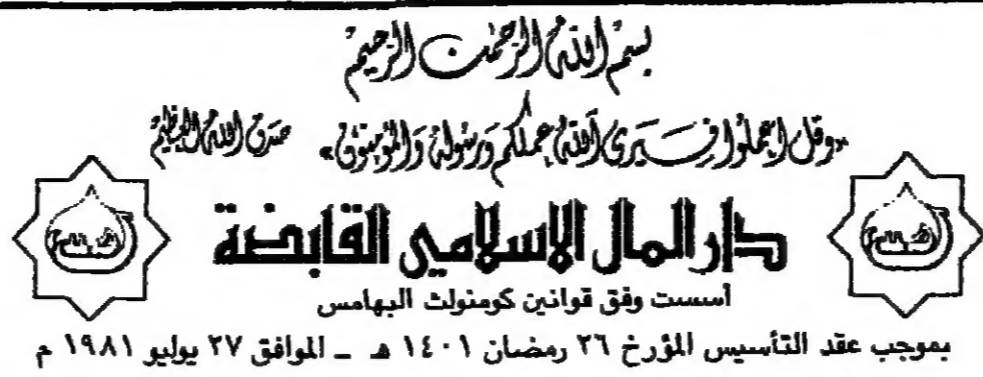 بسم الله الرحمن الرحيم
«وقل اعملوا فسيرى الله عملكم ورسوله والمؤمنون» صدق الله العظيم
دار المال الاسلامي القابضة
أسست وفق قوانين كومنولث البهامس
بموجب عقد التأسيس المؤرخ ٢٦ رمضان ١٤٠١ هـ _ الموافق ٢٧ يوليو ١٩٨١ م